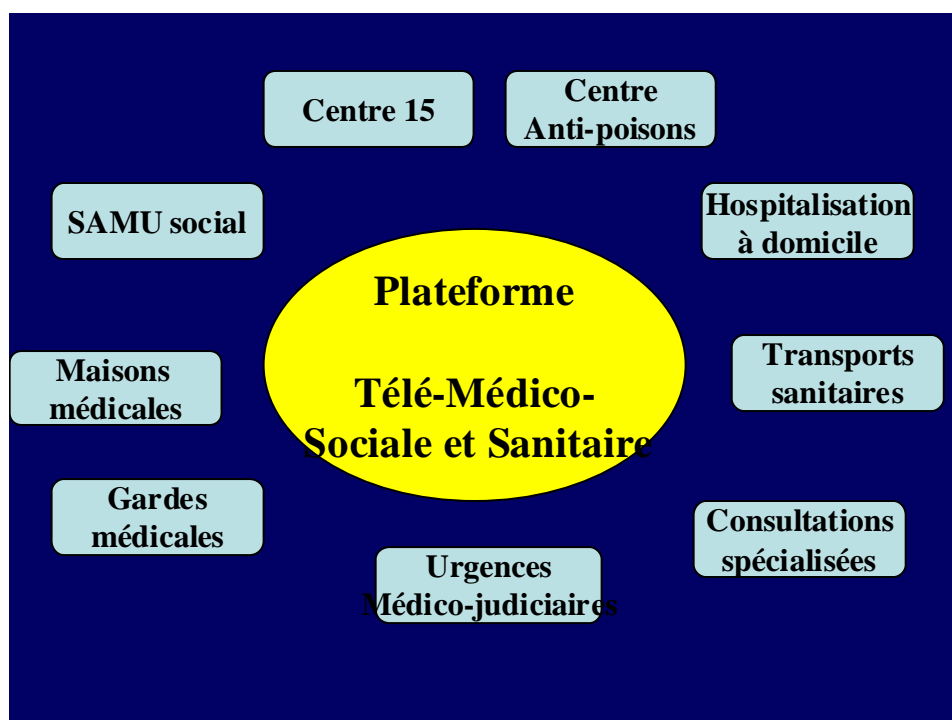 Centre 15
Centre
Anti-poisons
SAMU social
Hospitalisation
à domicile
Plateforme
Télé-Médico-
Sociale et Sanitaire
Maisons
médicales
Transports
sanitaires
Gardes
médicales
Consultations
spécialisées
Urgences
Médico-judiciaires